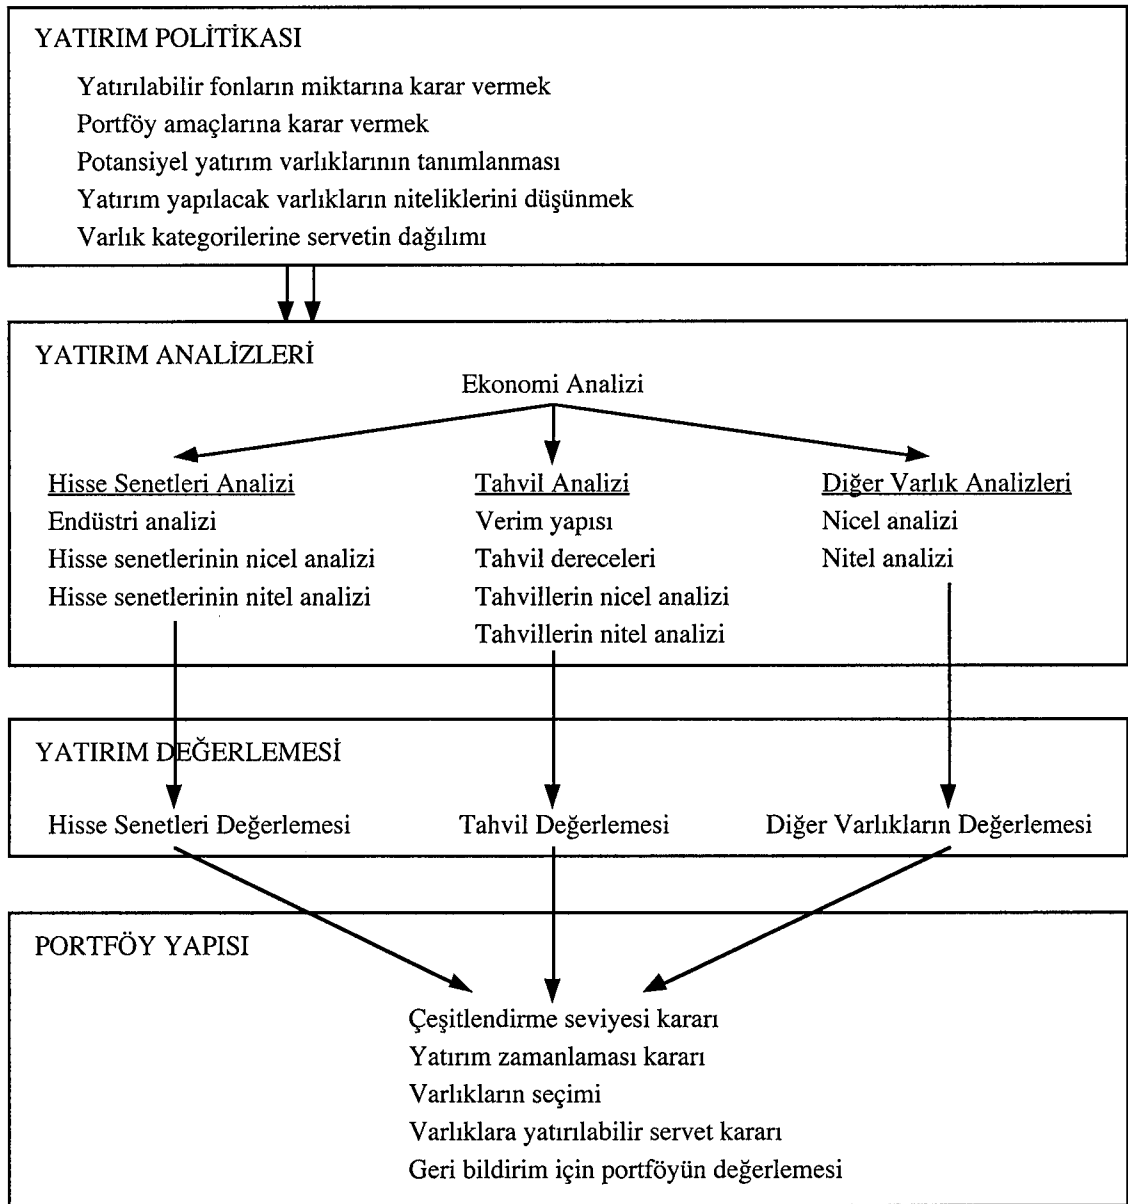 YATIRIM POLİTİKASI
Yatırılabilir fonların miktarına karar vermek
Portföy amaçlarına karar vermek
Potansiyel yatırım varlıklarının tanımlanması
Yatırım yapılacak varlıkların niteliklerini düşünmek
Varlık kategorilerine servetin dağılımı
YATIRIM ANALİZLERİ
Ekonomi Analizi
Hisse Senetleri Analizi
Endüstri analizi
Hisse senetlerinin nicel analizi
Hisse senetlerinin nitel analizi
Tahvil Analizi
Verim yapısı
Tahvil dereceleri
Tahvillerin nicel analizi
Tahvillerin nitel analizi
Diğer Varlık Analizleri
Nicel analizi
Nitel analizi
YATIRIM DEĞERLEMESİ
Hisse Senetleri Değerlemesi
Tahvil Değerlemesi
Diğer Varlıkların Değerlemesi
PORTFÖY YAPISI
Çeşitlendirme seviyesi kararı
Yatırım zamanlaması kararı
Varlıkların seçimi
Varlıklara yatırılabilir servet kararı
Geri bildirim için portföyün değerlemesi